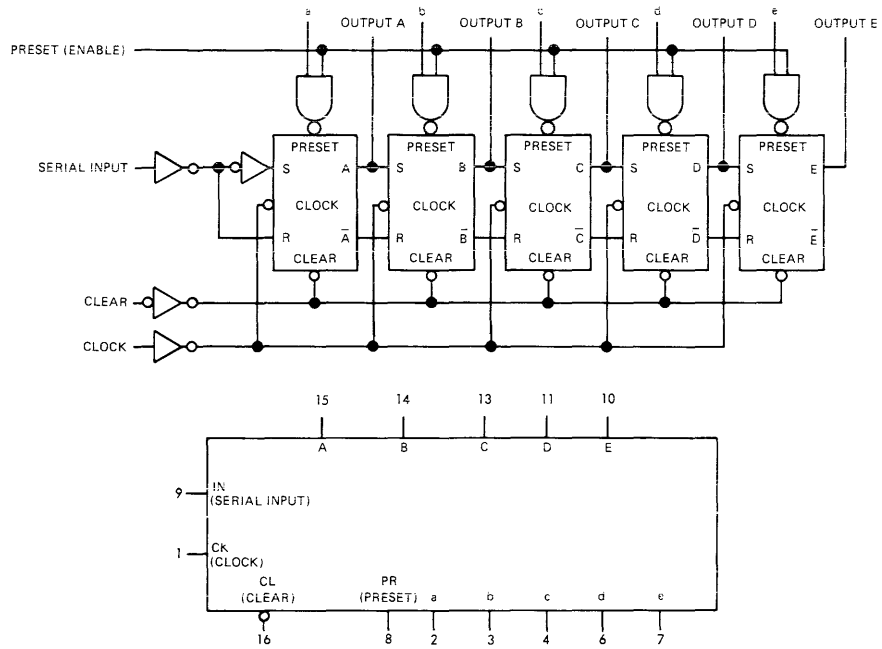 a OUTPUT A b OUTPUT B c OUTPUT C d OUTPUT D e OUTPUT E
PRESET (ENABLE)
PRESET PRESET PRESET PRESET PRESET
SERIAL INPUT S A S B S C S D S E
CLOCK CLOCK CLOCK CLOCK CLOCK
R A̅ R B̅ R C̅ R D̅ R E̅
CLEAR CLEAR CLEAR CLEAR CLEAR
CLEAR
CLOCK
15 14 13 11 10
A B C D E
9 IN
(SERIAL INPUT)
1 CK
(CLOCK)
CL PR
(CLEAR) (PRESET) a b c d e
16 8 2 3 4 6 7